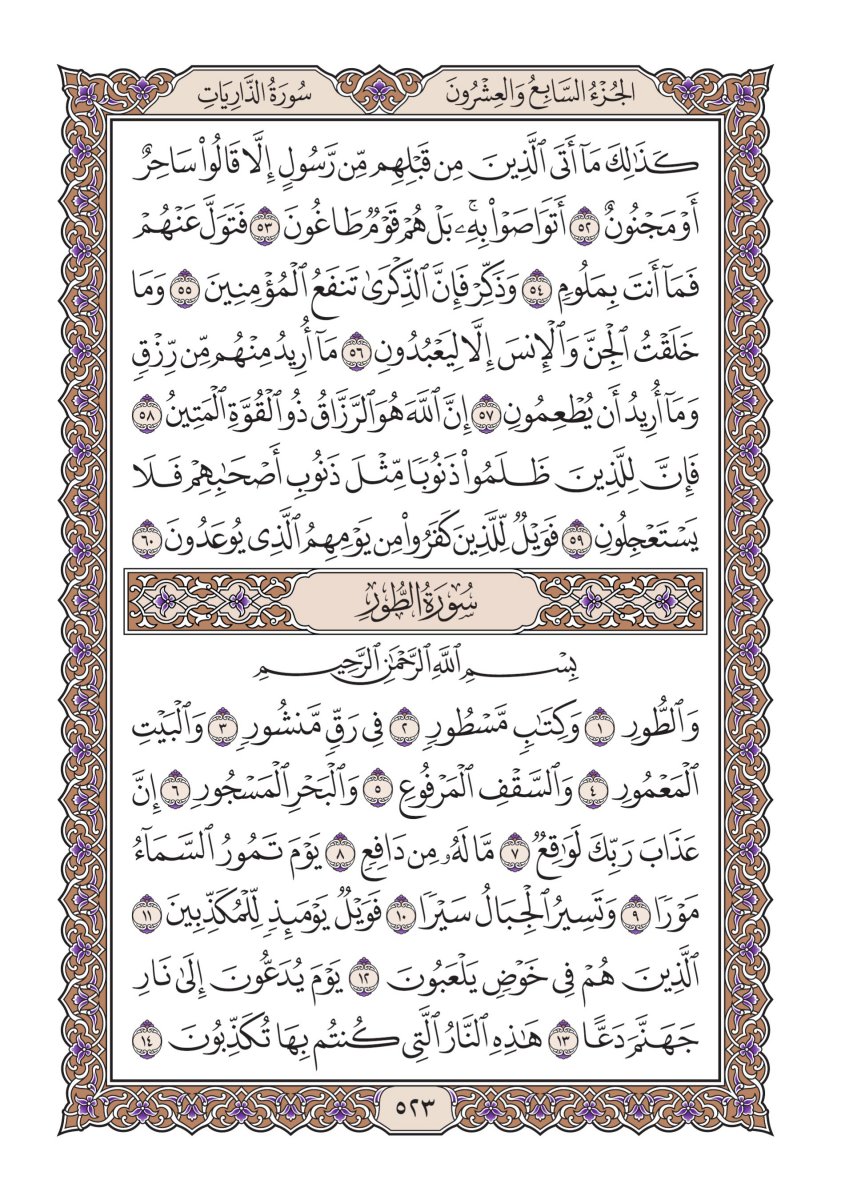 الجُزْءُ السَّابِعُ وَالعِشْرُونَ سُورَةُ الذَّارِيَاتِ
كَذَٰلِكَ مَآ أَتَى ٱلَّذِينَ مِن قَبْلِهِم مِّن رَّسُولٍ إِلَّا قَالُواْ سَاحِرٌ
أَوْ مَجْنُونٌ ٥٢ أَتَوَاصَوْاْ بِهِۦۚ بَلْ هُمْ قَوْمٌ طَاغُونَ ٥٣ فَتَوَلَّ عَنْهُمْ
فَمَآ أَنتَ بِمَلُومٍ ٥٤ وَذَكِّرْ فَإِنَّ ٱلذِّكْرَىٰ تَنفَعُ ٱلْمُؤْمِنِينَ ٥٥ وَمَا
خَلَقْتُ ٱلْجِنَّ وَٱلْإِنسَ إِلَّا لِيَعْبُدُونِ ٥٦ مَآ أُرِيدُ مِنْهُم مِّن رِّزْقٍ
وَمَآ أُرِيدُ أَن يُطْعِمُونِ ٥٧ إِنَّ ٱللَّهَ هُوَ ٱلرَّزَّاقُ ذُو ٱلْقُوَّةِ ٱلْمَتِينُ ٥٨
فَإِنَّ لِلَّذِينَ ظَلَمُواْ ذَنُوبًا مِّثْلَ ذَنُوبِ أَصْحَٰبِهِمْ فَلَا
يَسْتَعْجِلُونِ ٥٩ فَوَيْلٌ لِّلَّذِينَ كَفَرُواْ مِن يَوْمِهِمُ ٱلَّذِى يُوعَدُونَ ٦٠
سُورَةُ الطُّورِ
بِسْمِ ٱللَّهِ ٱلرَّحْمَٰنِ ٱلرَّحِيمِ
وَٱلطُّورِ ١ وَكِتَٰبٍ مَّسْطُورٍ ٢ فِى رَقٍّ مَّنشُورٍ ٣ وَٱلْبَيْتِ
ٱلْمَعْمُورِ ٤ وَٱلسَّقْفِ ٱلْمَرْفُوعِ ٥ وَٱلْبَحْرِ ٱلْمَسْجُورِ ٦ إِنَّ
عَذَابَ رَبِّكَ لَوَٰقِعٌ ٧ مَّا لَهُۥ مِن دَافِعٍ ٨ يَوْمَ تَمُورُ ٱلسَّمَآءُ
مَوْرًا ٩ وَتَسِيرُ ٱلْجِبَالُ سَيْرًا ١٠ فَوَيْلٌ يَوْمَئِذٍ لِّلْمُكَذِّبِينَ ١١
ٱلَّذِينَ هُمْ فِى خَوْضٍ يَلْعَبُونَ ١٢ يَوْمَ يُدَعُّونَ إِلَىٰ نَارِ
جَهَنَّمَ دَعًّا ١٣ هَٰذِهِ ٱلنَّارُ ٱلَّتِى كُنتُم بِهَا تُكَذِّبُونَ ١٤
٥٢٣